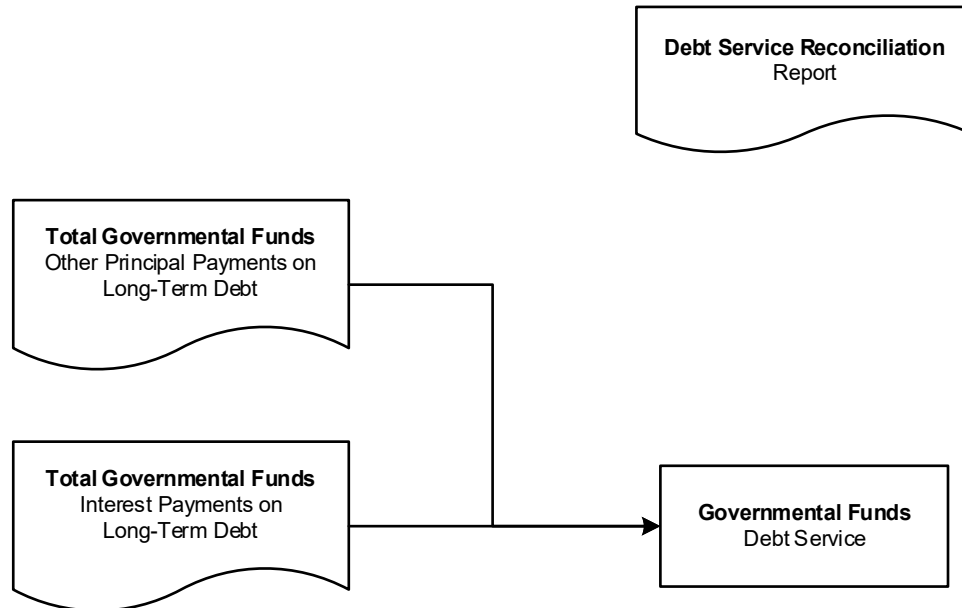 Debt Service Reconciliation
Report
Total Governmental Funds
Other Principal Payments on
Long-Term Debt
Total Governmental Funds
Interest Payments on
Long-Term Debt
Governmental Funds
Debt Service